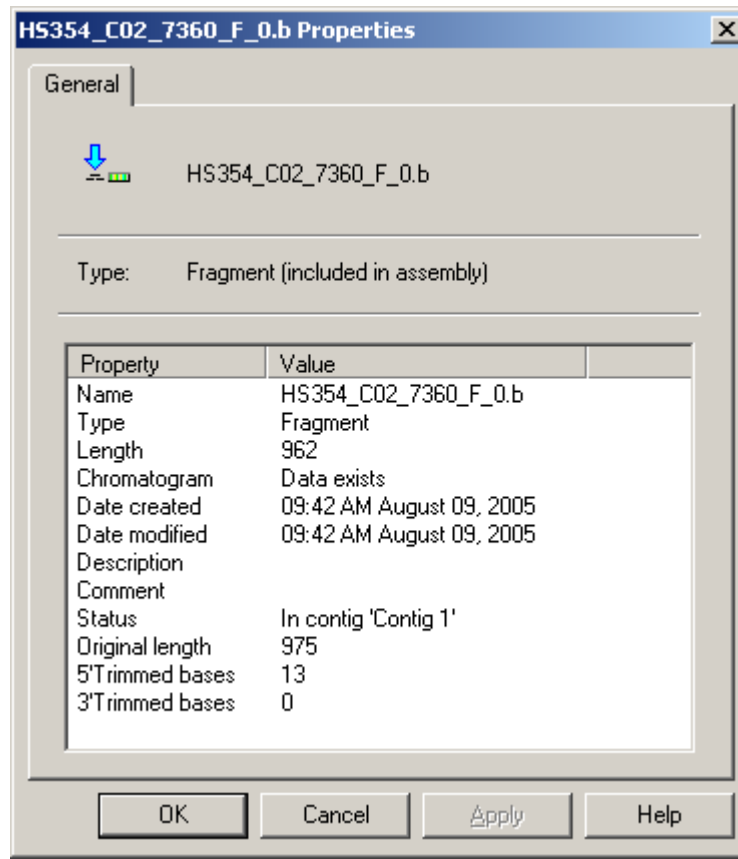 HS354_C02_7360_F_0.b Properties
General
HS354_C02_7360_F_0.b
Type: Fragment (included in assembly)
Property Value
Name HS354_C02_7360_F_0.b
Type Fragment
Length 962
Chromatogram Data exists
Date created 09:42 AM August 09, 2005
Date modified 09:42 AM August 09, 2005
Description
Comment
Status In contig 'Contig 1'
Original length 975
5'Trimmed bases 13
3'Trimmed bases 0
OK Cancel Apply Help